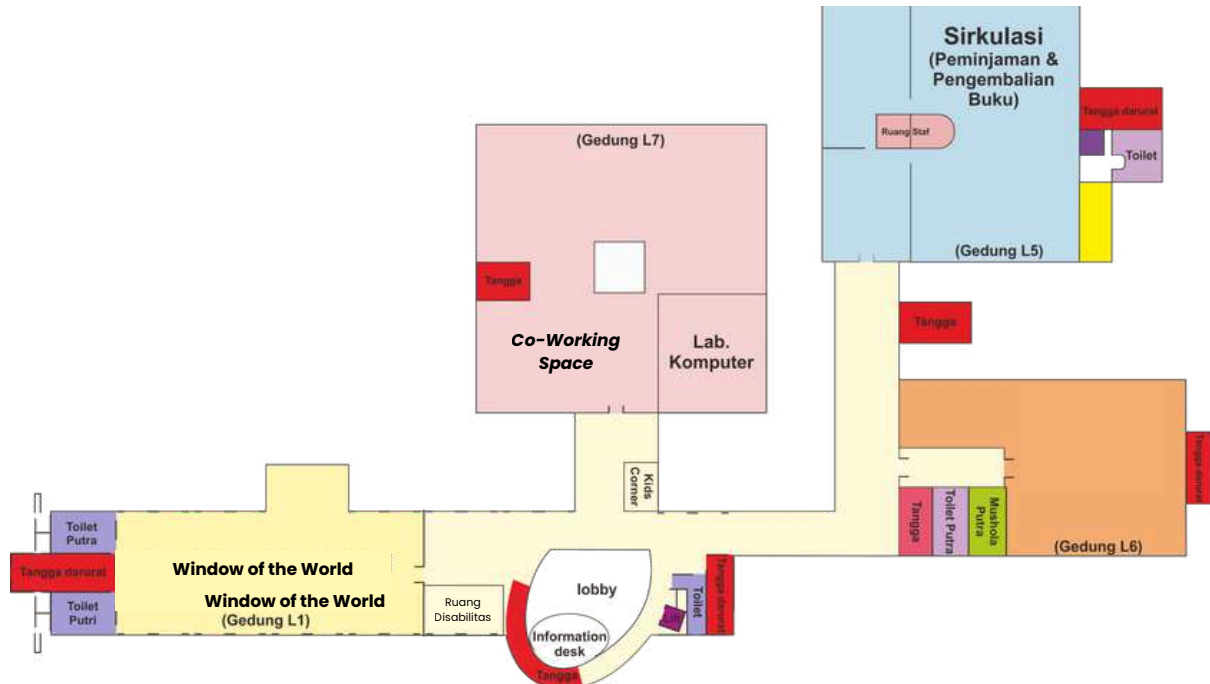 Sirkulasi
(Peminjaman &
Pengembalian
Buku)
Tangga darurat
Ruang Staf
Toilet
(Gedung L5)
(Gedung L7)
Tangga
Co-Working
Space
Lab.
Komputer
Tangga
Kids
Corner
Tangga darurat
Tangga
Toilet Putra
Mushola
Putra
(Gedung L6)
Toilet
Putra
Tangga darurat
Toilet
Putri
Window of the World
Window of the World
(Gedung L1)
Ruang
Disabilitas
lobby
Information
desk
Tangga
Lift
Toilet
Tangga darurat